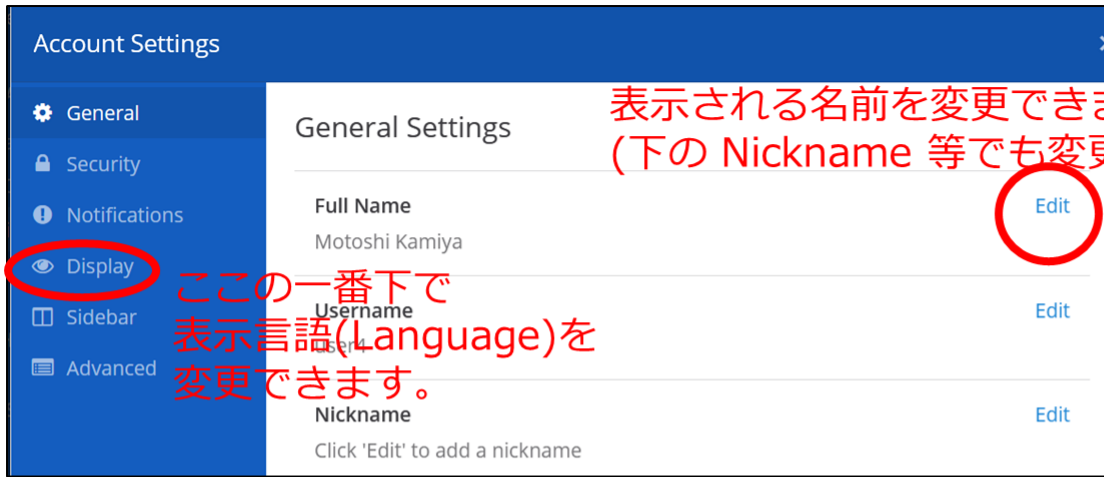 Account Settings
General
Security
Notifications
Display
Sidebar
Advanced
General Settings
表示される名前を変更でき
(下の Nickname 等でも変更
Full Name
Edit
Motoshi Kamiya
ここの一番下で
表示言語(Language)を
変更できます。
Username
Edit
user4
Nickname
Edit
Click 'Edit' to add a nickname